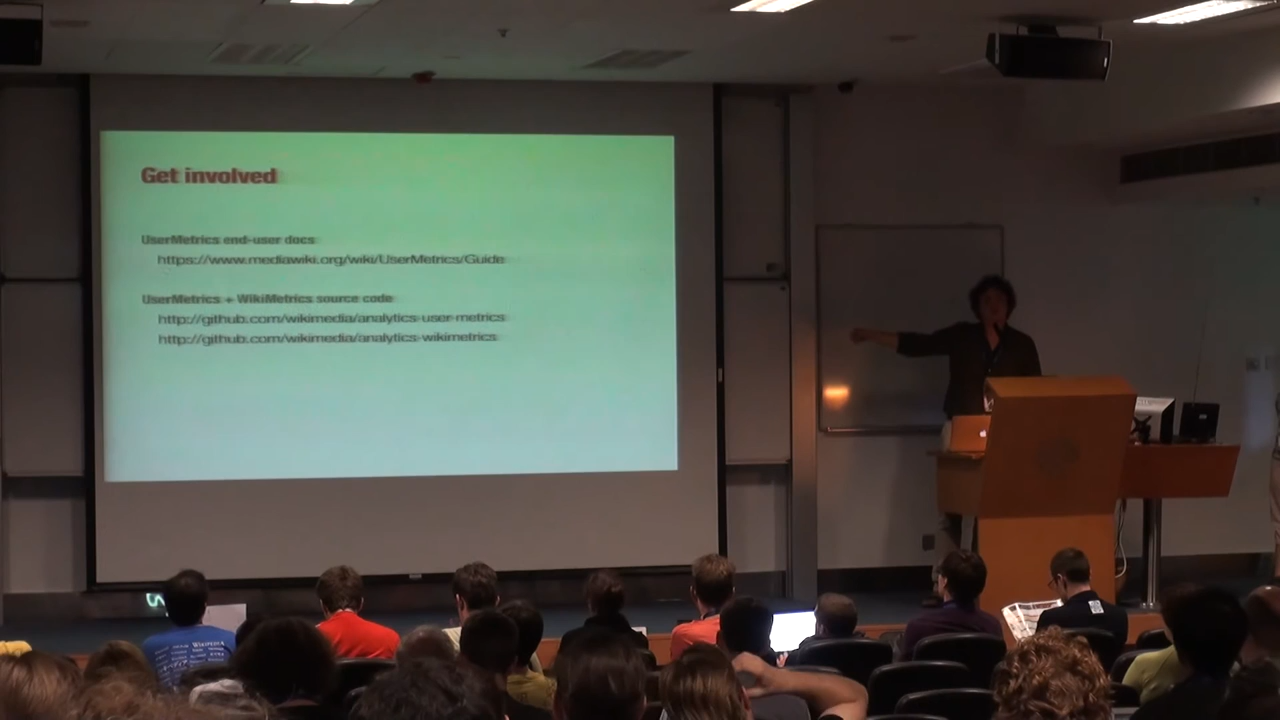 Get involved
UserMetrics end-user docs
https://www.mediawiki.org/wiki/UserMetrics/Guide
UserMetrics + WikiMetrics source code
http://github.com/wikimedia/analytics-user-metrics
http://github.com/wikimedia/analytics-wikimetrics
WIKIPEDIA